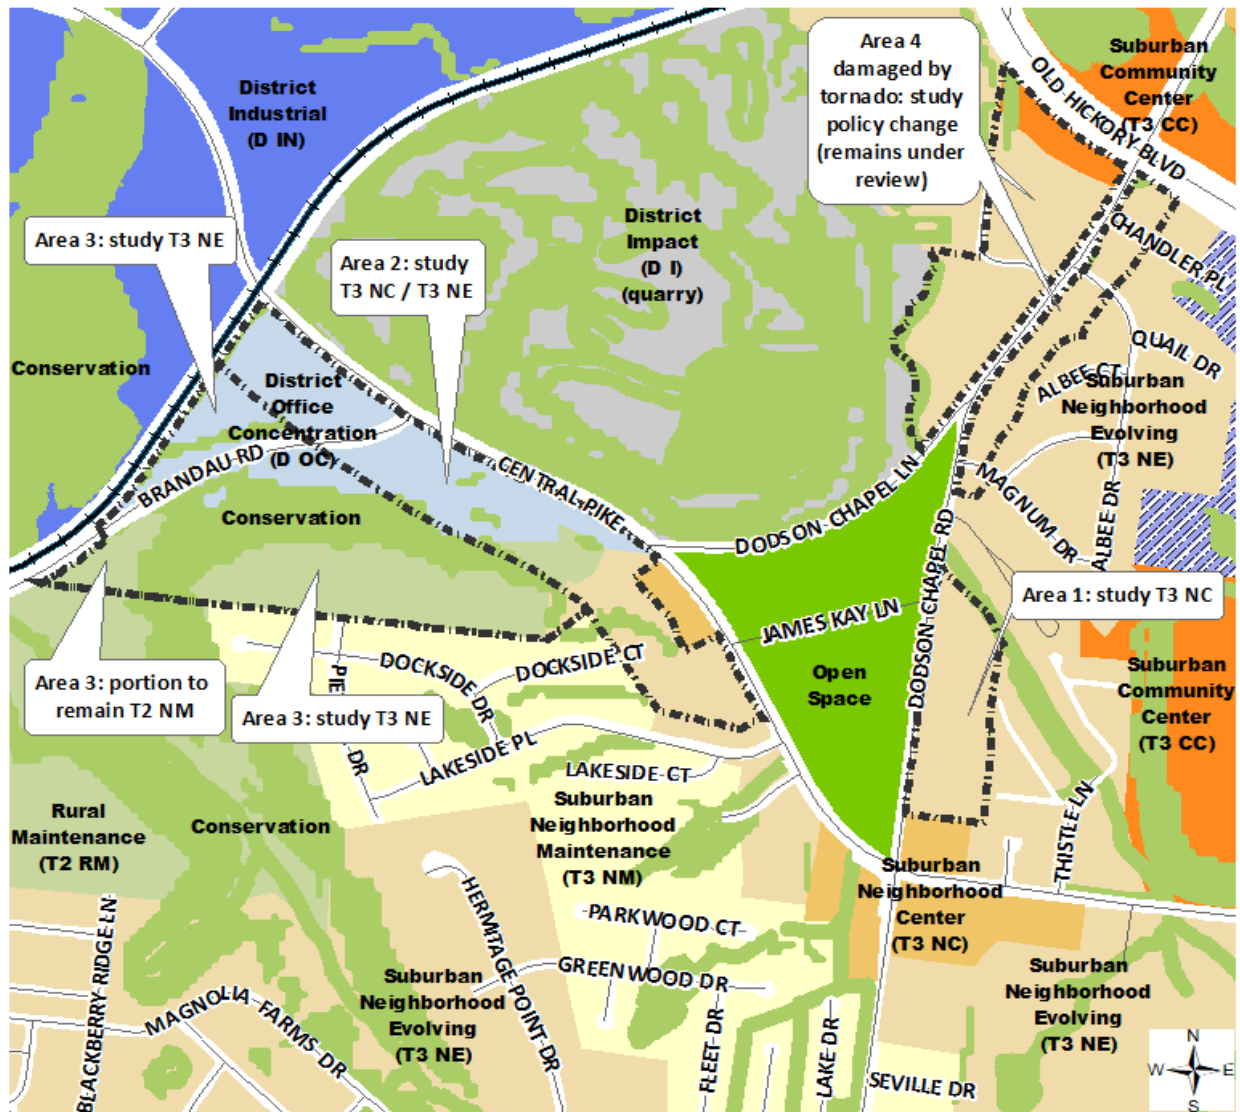 Area 4
damaged by
tornado: study
policy change
(remains under
review)
Suburban
Community
Center
(T3 CC)
OLD HICKORY BLVD
District
Industrial
(D IN)
District
Impact
(D I)
(quarry)
CHANDLER PL
Area 3: study T3 NE
Area 2: study
T3 NC / T3 NE
Conservation
QUAIL DR
ALBEE CT
Suburban
Neighborhood
Evolving
(T3 NE)
District
Office
Concentration
(D OC)
BRANDAU RD
CENTRAL PIKE
DODSON CHAPEL LN
MAGNUM DR
ALBEE DR
Conservation
DODSON CHAPEL RD
Area 1: study T3 NC
JAMES KAY LN
Open
Space
Area 3: portion to
remain T2 NM
Area 3: study T3 NE
PIE
DR
DOCKSIDE DR
DOCKSIDE CT
LAKESIDE PL
LAKESIDE CT
Suburban
Community
Center
(T3 CC)
Rural
Maintenance
(T2 RM)
Conservation
Suburban
Neighborhood
Maintenance
(T3 NM)
THISTLE LN
Suburban
Neighborhood
Center
(T3 NC)
HERMITAGE POINT DR
PARKWOOD CT
GREENWOOD DR
BLACKBERRY RIDGE LN
MAGNOLIA FARMS DR
Suburban
Neighborhood
Evolving
(T3 NE)
Suburban
Neighborhood
Evolving
(T3 NE)
FLEET DR
LAKE DR
SEVILLE DR
N
W E
S